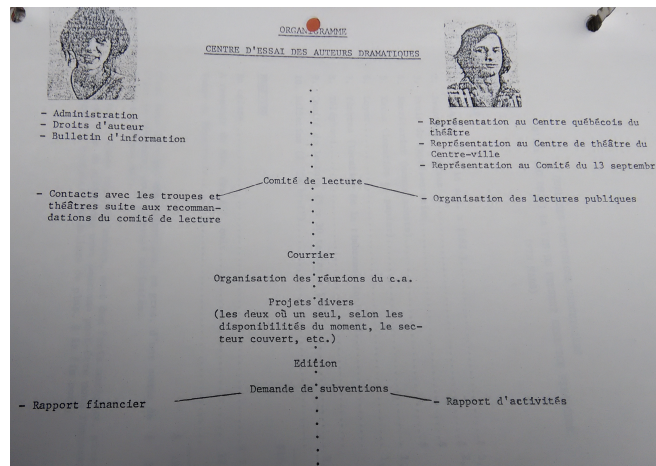 ORGANIGRAMME
CENTRE D'ESSAI DES AUTEURS DRAMATIQUES
- Administration
- Droits d'auteur
- Bulletin d'information
- Représentation au Centre québécois du
théâtre
- Représentation au Centre de théâtre du
Centre-ville
- Représentation au Comité du 13 septembr
Comité de lecture
- Contacts avec les troupes et
théâtres suite aux recomman-
dations du comité de lecture
- Organisation des lectures publiques
Courrier
Organisation des réunions du c.a.
Projets divers
(les deux où un seul, selon les
disponibilités du moment, le sec-
teur couvert, etc.)
Edition
Demande de subventions
- Rapport financier
- Rapport d'activités